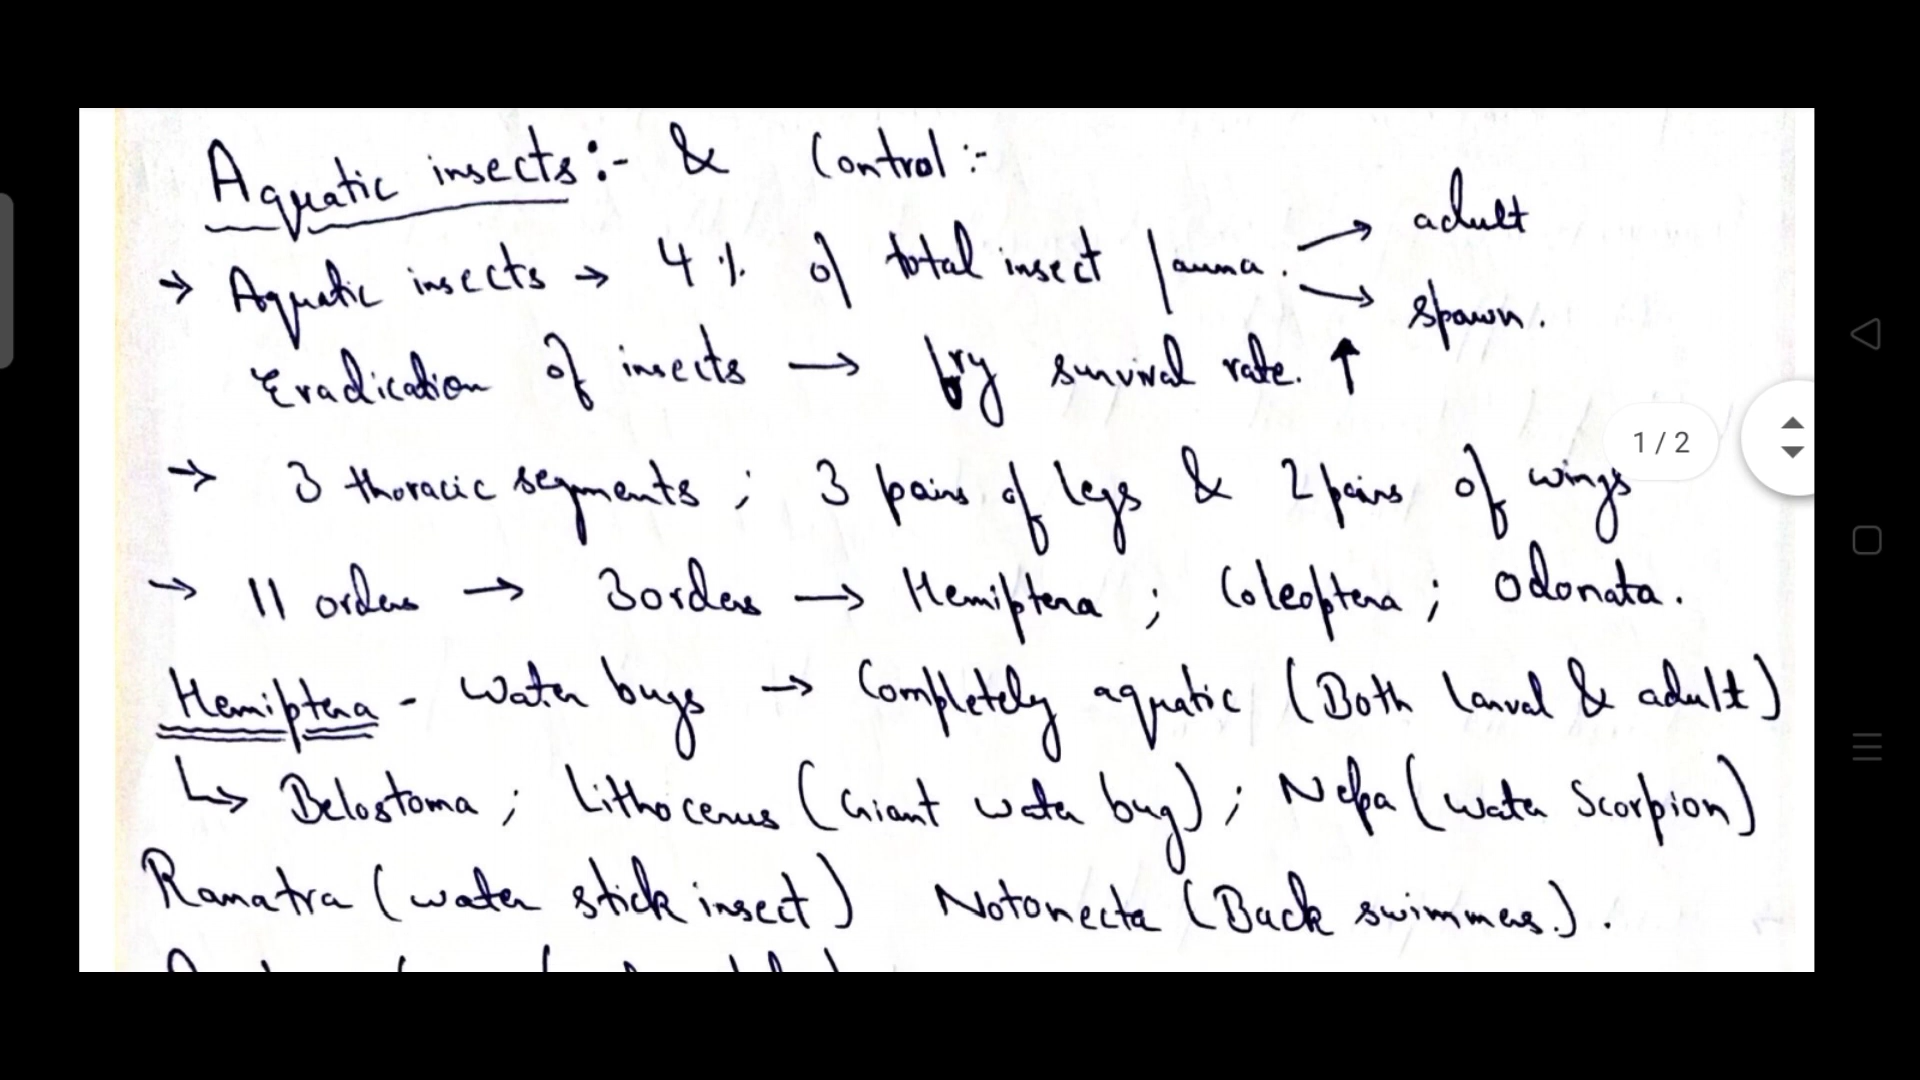 Aquatic insects :- & Control :-
→ Aquatic insects → 4 % of total insect fauna. → adult
→ spawn.
Eradication of insects → fry survival rate. ↑
→ 3 thoracic segments ; 3 pairs of legs & 2 pairs of wings
1 / 2
→ 11 orders → 3 orders → Hemiptera ; Coleoptera ; Odonata.
Hemiptera - Water bugs → Completely aquatic (Both larval & adult)
↳ Belostoma ; Lithocerus (Giant water bug) ; Nepa (water Scorpion)
Ranatra (water stick insect) Notonecta (Back swimmers.) .